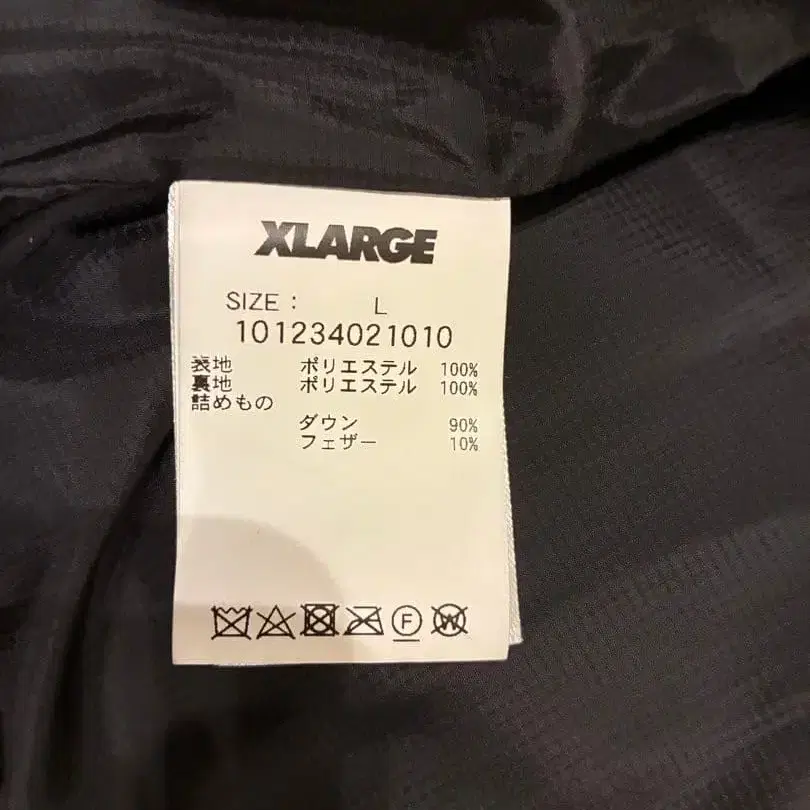 XLARGE
SIZE : L
101234021010
表地 ポリエステル 100%
裏地 ポリエステル 100%
詰めもの
ダウン 90%
フェザー 10%
F W